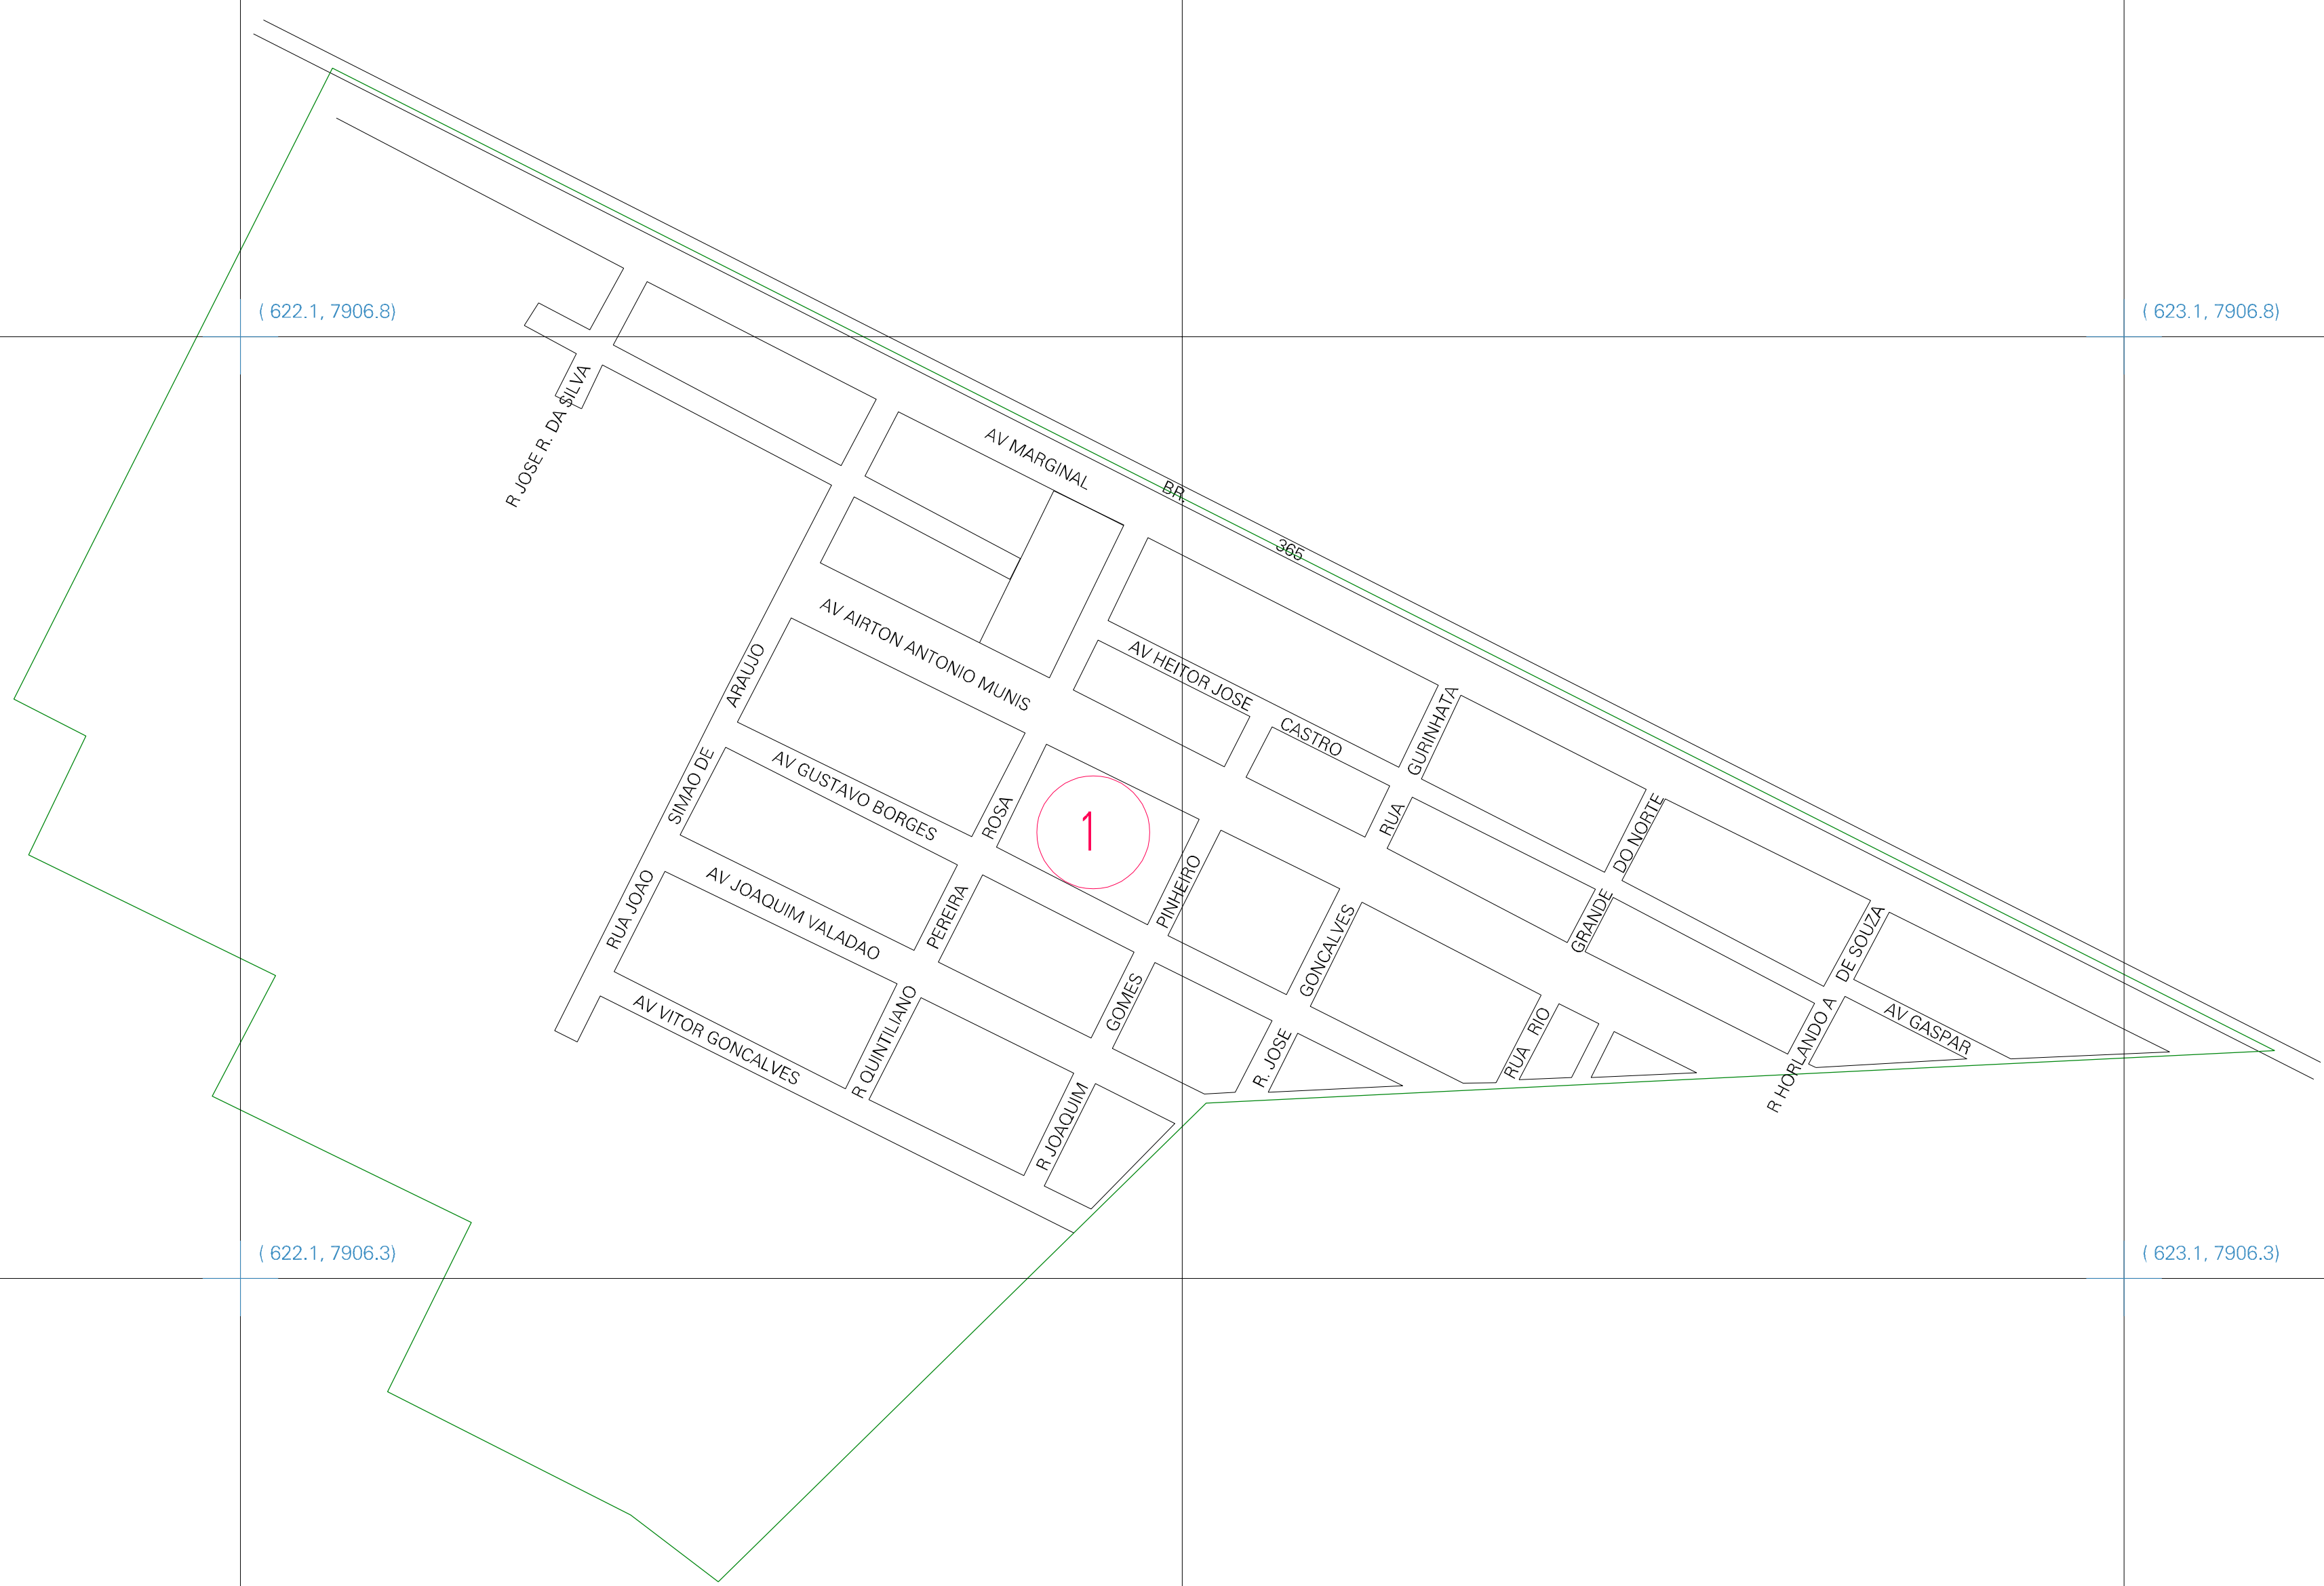 ( 622.1, 7906.8)
( 623.1, 7906.8)
R JOSE R. DA SILVA
AV MARGINAL
BR.
365
AV AIRTON ANTONIO MUNIS
AV HEITOR JOSE
CASTRO
RUA
GURINHATA
AV GUSTAVO BORGES
RUA JOAO
SIMAO DE
ARAUJO
1
AV JOAQUIM VALADAO
R QUINTILIANO
PEREIRA
ROSA
AV VITOR GONCALVES
R JOAQUIM
GOMES
PINHEIRO
R. JOSE
GONCALVES
RUA RIO
GRANDE
DO NORTE
R HORLANDO A
DE SOUZA
AV GASPAR
( 622.1, 7906.3)
( 623.1, 7906.3)